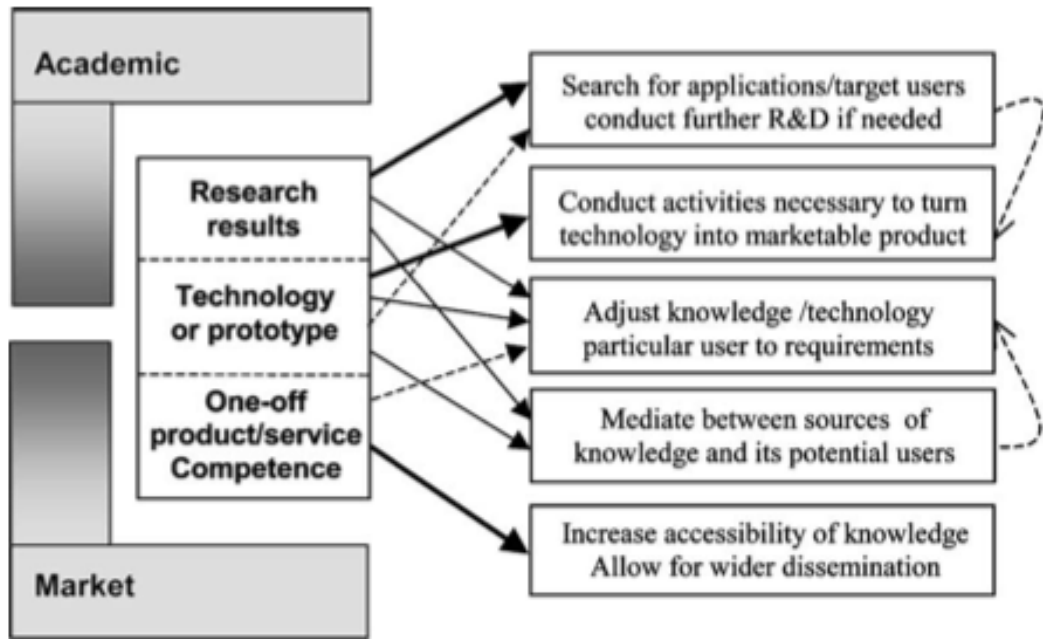 Academic
Research
results
Technology
or prototype
One-off
product/service
Competence
Market
Search for applications/target users
conduct further R&D if needed
Conduct activities necessary to turn
technology into marketable product
Adjust knowledge /technology
particular user to requirements
Mediate between sources of
knowledge and its potential users
Increase accessibility of knowledge
Allow for wider dissemination